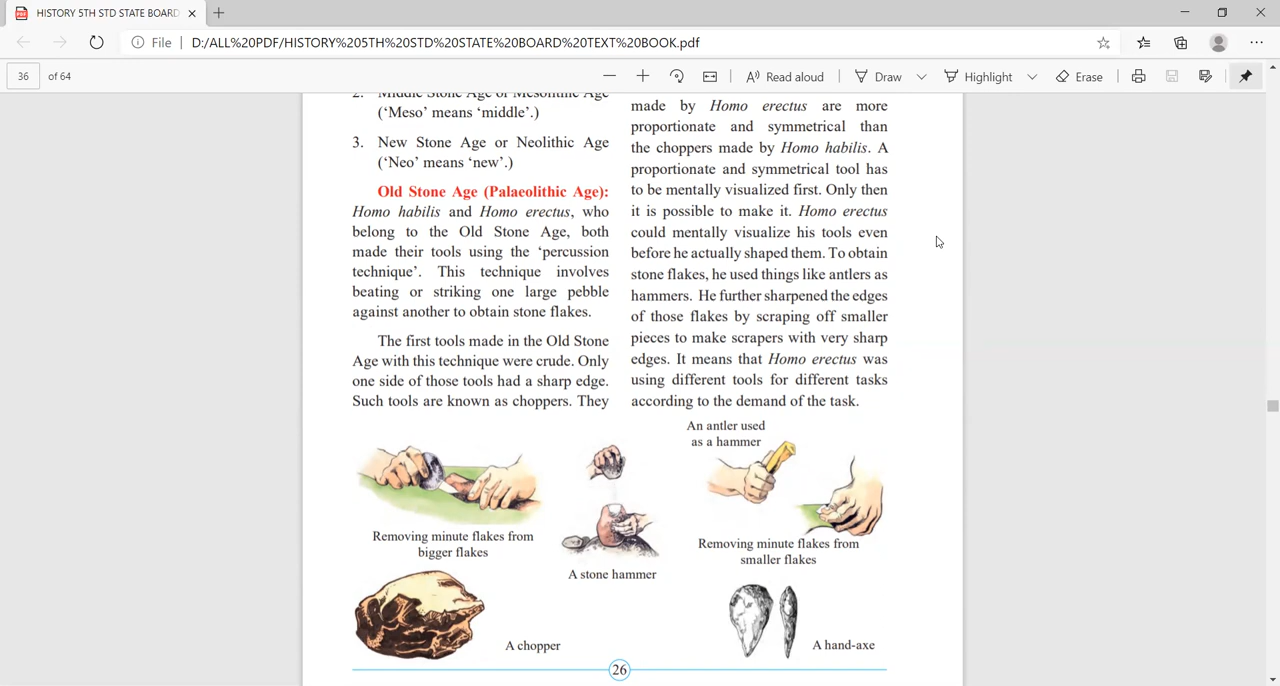 HISTORY 5TH STD STATE BOARD
File
D:/ALL%20PDF/HISTORY%205TH%20STD%20STATE%20BOARD%20TEXT%20BOOK.pdf
36 of 64
Read aloud
Draw
Highlight
Erase
2. Middle Stone Age or Mesolithic Age
('Meso' means 'middle'.)
3. New Stone Age or Neolithic Age
('Neo' means 'new'.)
Old Stone Age (Palaeolithic Age):
Homo habilis and Homo erectus, who
belong to the Old Stone Age, both
made their tools using the 'percussion
technique'. This technique involves
beating or striking one large pebble
against another to obtain stone flakes.
The first tools made in the Old Stone
Age with this technique were crude. Only
one side of those tools had a sharp edge.
Such tools are known as choppers. They
made by Homo erectus are more
proportionate and symmetrical than
the choppers made by Homo habilis. A
proportionate and symmetrical tool has
to be mentally visualized first. Only then
it is possible to make it. Homo erectus
could mentally visualize his tools even
before he actually shaped them. To obtain
stone flakes, he used things like antlers as
hammers. He further sharpened the edges
of those flakes by scraping off smaller
pieces to make scrapers with very sharp
edges. It means that Homo erectus was
using different tools for different tasks
according to the demand of the task.
An antler used
as a hammer
Removing minute flakes from
bigger flakes
A stone hammer
Removing minute flakes from
smaller flakes
A chopper
A hand-axe
26